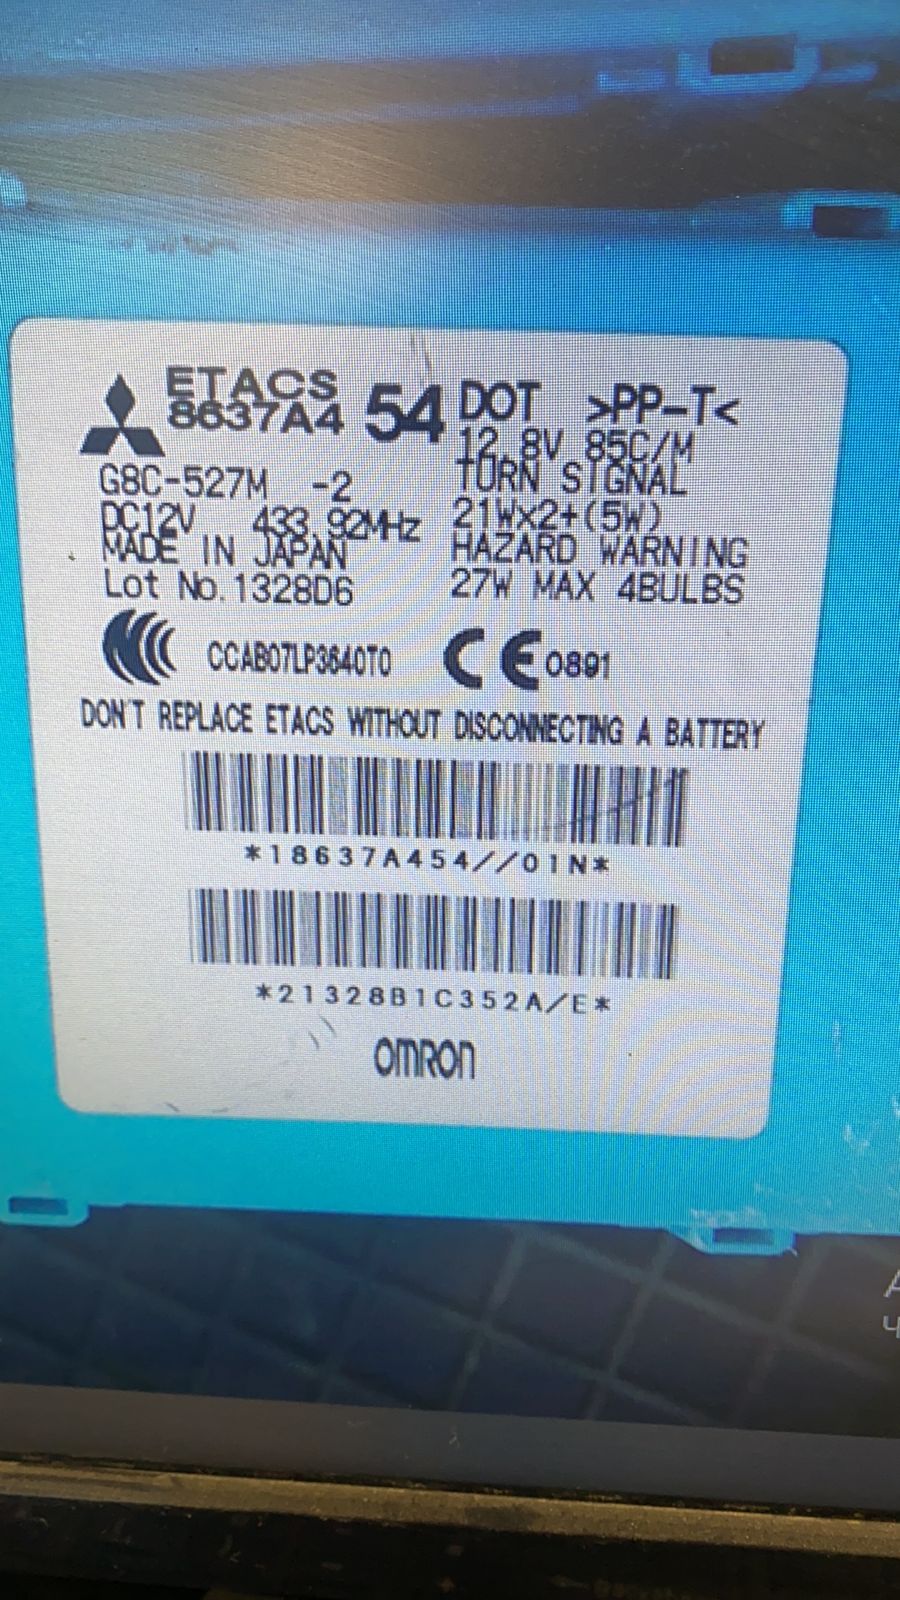 ETACS
8637A4 54
G8C-527M -2
DC12V 433.92MHz
MADE IN JAPAN
Lot No.1328D6
DOT >PP-T<
12.8V 85C/M
TURN SIGNAL
21W×2+(5W)
HAZARD WARNING
27W MAX 4BULBS
CCAB07LP3640T0
CE 0891
DON'T REPLACE ETACS WITHOUT DISCONNECTING A BATTERY
*18637A454//01N*
*21328B1C352A/E*
OMRON